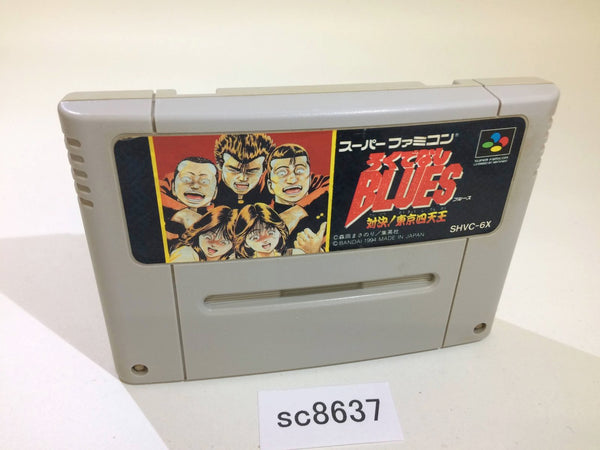 スーパーファミコン®
ろくでなし
BLUES
ブルース
対決!東京四天王
SUPER FAMICOM
SHVC-6X
©森田まさのり/集英社
©BANDAI 1994 MADE IN JAPAN
sc8637